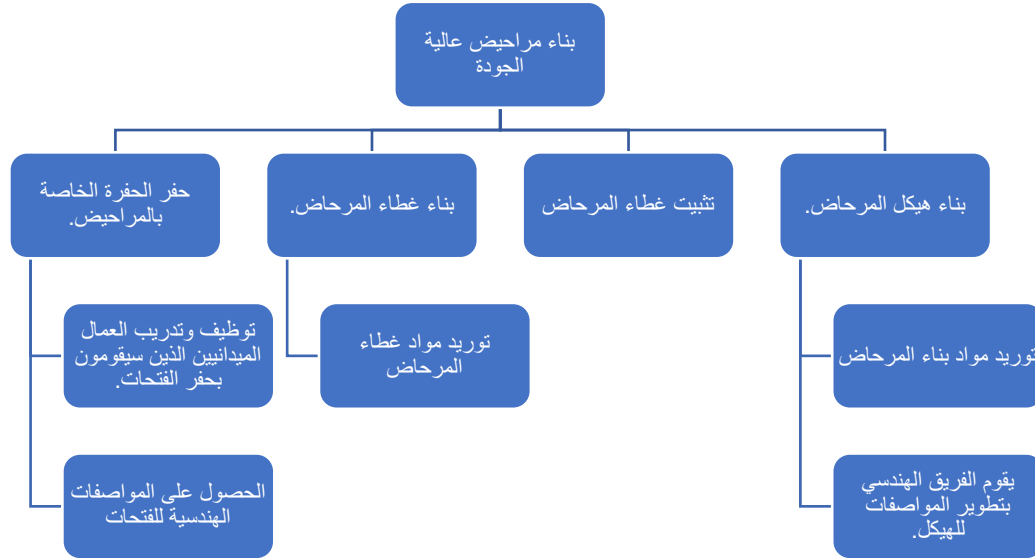 بناء مراحيض عالية
الجودة
بناء هيكل المرحاض.
تثبيت غطاء المرحاض
بناء غطاء المرحاض.
حفر الحفرة الخاصة
بالمراحيض.
توريد مواد بناء المرحاض
يقوم الفريق الهندسي
بتطوير المواصفات
للهيكل.
توريد مواد غطاء
المرحاض
توظيف وتدريب العمال
الميدانيين الذين سيقومون
بحفر الفتحات.
الحصول على المواصفات
الهندسية للفتحات